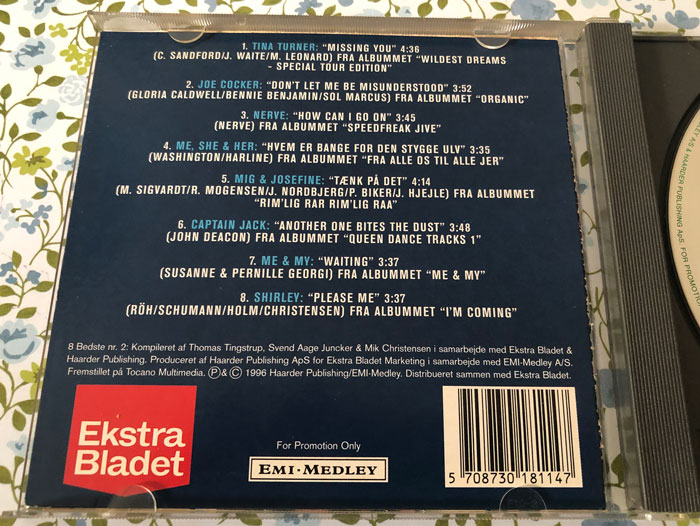 1. TINA TURNER: “MISSING YOU” 4:36
(C. SANDFORD/J. WAITE/M. LEONARD) FRA ALBUMMET “WILDEST DREAMS
- SPECIAL TOUR EDITION”
2. JOE COCKER: “DON'T LET ME BE MISUNDERSTOOD” 3:52
(GLORIA CALDWELL/BENNIE BENJAMIN/SOL MARCUS) FRA ALBUMMET “ORGANIC”
3. NERVE: “HOW CAN I GO ON” 3:45
(NERVE) FRA ALBUMMET “SPEEDFREAK JIVE”
4. ME, SHE & HER: “HVEM ER BANGE FOR DEN STYGGE ULV” 3:35
(WASHINGTON/HARLINE) FRA ALBUMMET “FRA ALLE OS TIL ALLE JER”
5. MIG & JOSEFINE: “TÆNK PÅ DET” 4:14
(M. SIGVARDT/R. MOGENSEN/J. NORDBJERG/P. BIKER/J. HJEJLE) FRA ALBUMMET
“RIM'LIG RAR RIM'LIG RAA”
6. CAPTAIN JACK: “ANOTHER ONE BITES THE DUST” 3:48
(JOHN DEACON) FRA ALBUMMET “QUEEN DANCE TRACKS 1”
7. ME & MY: “WAITING” 3:37
(SUSANNE & PERNILLE GEORGI) FRA ALBUMMET “ME & MY”
8. SHIRLEY: “PLEASE ME” 3:37
(RÖH/SCHUMANN/HOLM/CHRISTENSEN) FRA ALBUMMET “I'M COMING”
8 Bedste nr. 2: Kompileret af Thomas Tingstrup, Svend Aage Juncker & Mik Christensen i samarbejde med Ekstra Bladet &
Haarder Publishing. Produceret af Haarder Publishing ApS for Ekstra Bladet Marketing i samarbejde med EMI-Medley A/S.
Fremstillet på Tocano Multimedia. Ⓟ&© 1996 Haarder Publishing/EMI-Medley. Distribueret sammen med Ekstra Bladet.
Ekstra
Bladet
For Promotion Only
EMI·MEDLEY
5 708730 181147
A/S & HAARDER PUBLISHING ApS. FOR PROMOTION